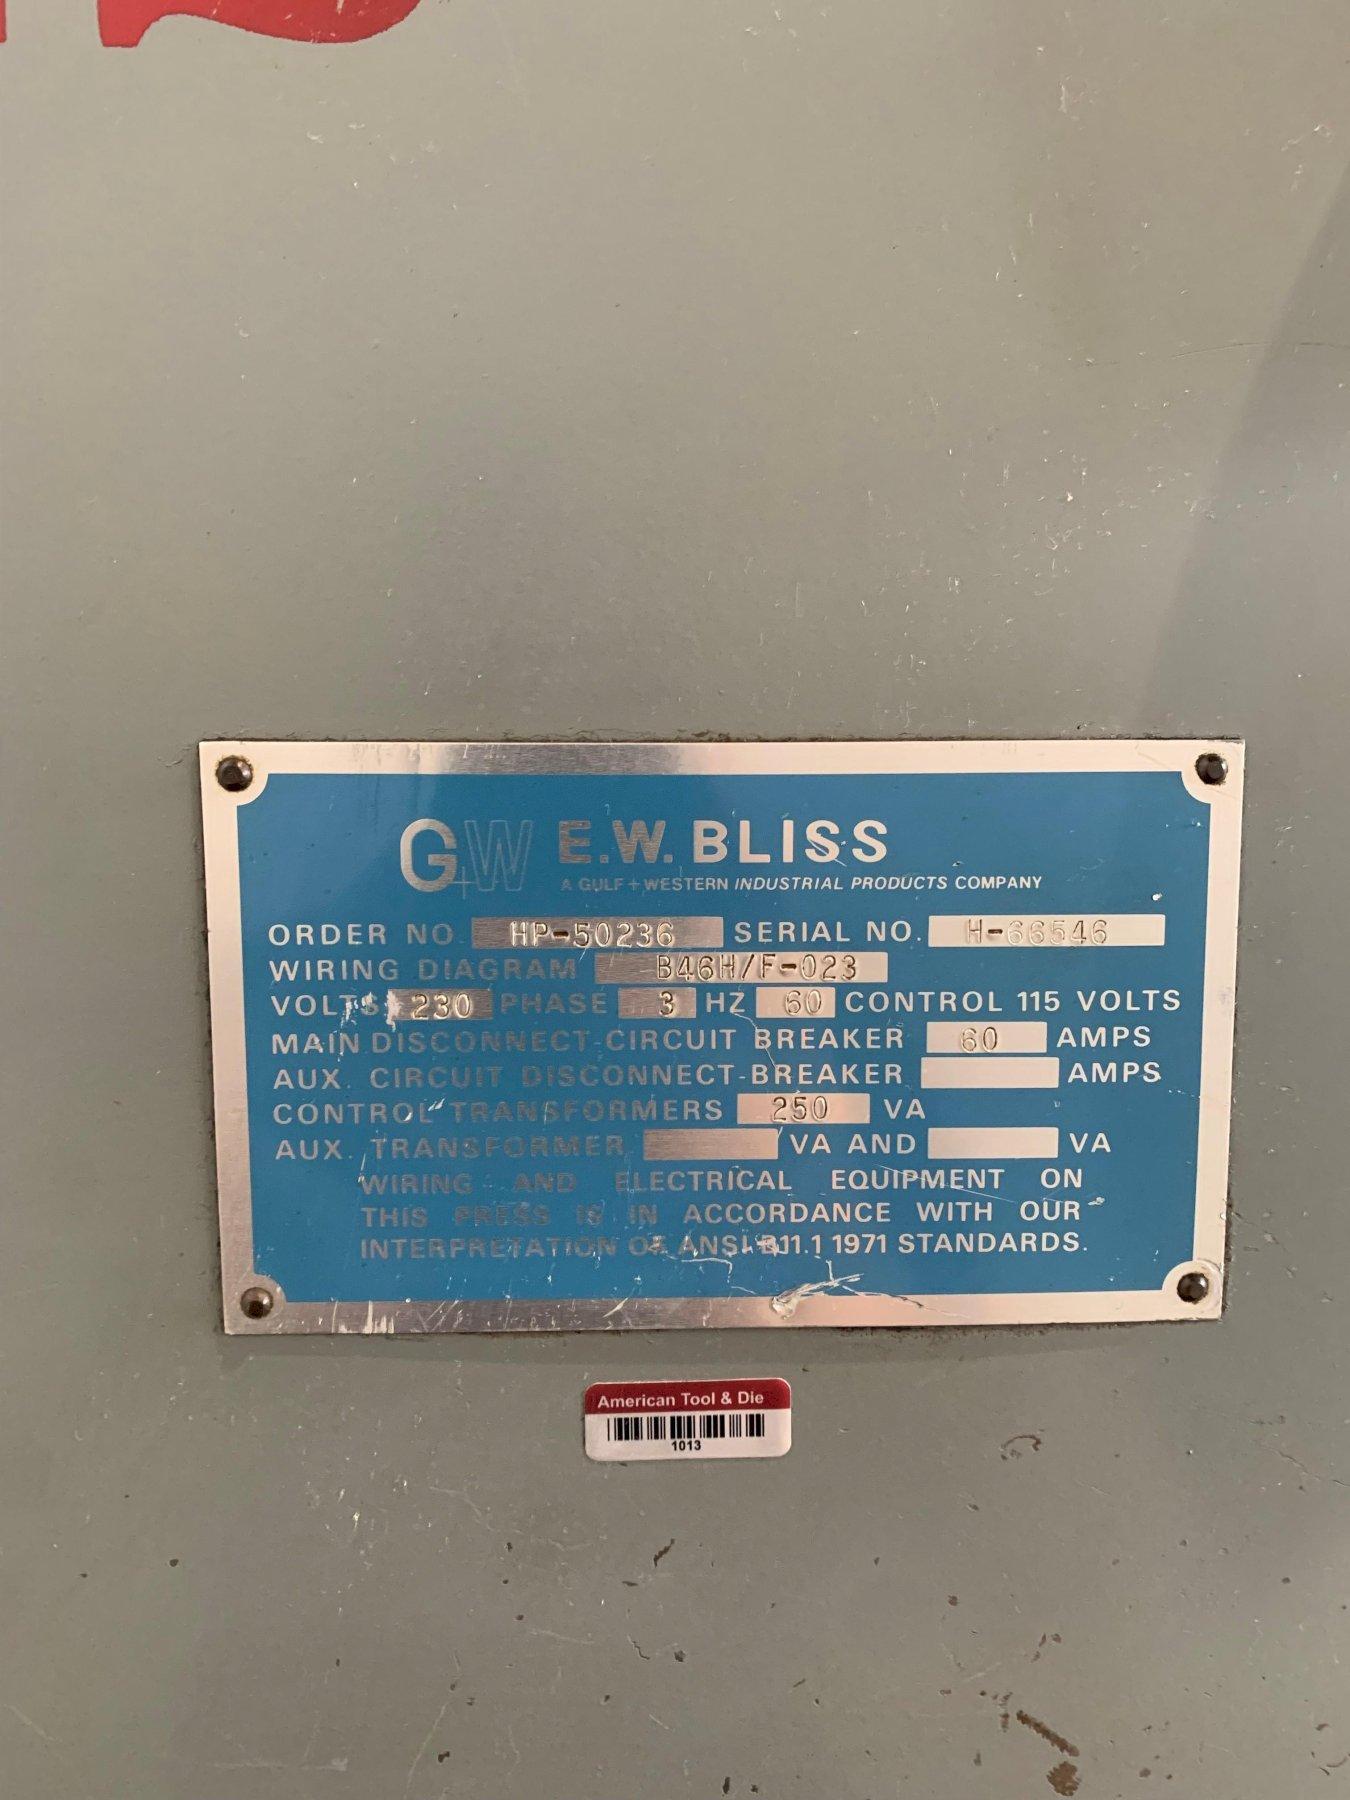 G+W E.W. BLISS
A GULF + WESTERN INDUSTRIAL PRODUCTS COMPANY
ORDER NO. HP-50236 SERIAL NO. H-66546
WIRING DIAGRAM B46H/F-023
VOLTS 230 PHASE 3 HZ 60 CONTROL 115 VOLTS
MAIN DISCONNECT-CIRCUIT BREAKER 60 AMPS
AUX. CIRCUIT DISCONNECT-BREAKER AMPS
CONTROL TRANSFORMERS 250 VA
AUX. TRANSFORMER VA AND VA
WIRING AND ELECTRICAL EQUIPMENT ON
THIS PRESS IS IN ACCORDANCE WITH OUR
INTERPRETATION OF ANSI-B11.1 1971 STANDARDS.
American Tool & Die
1013